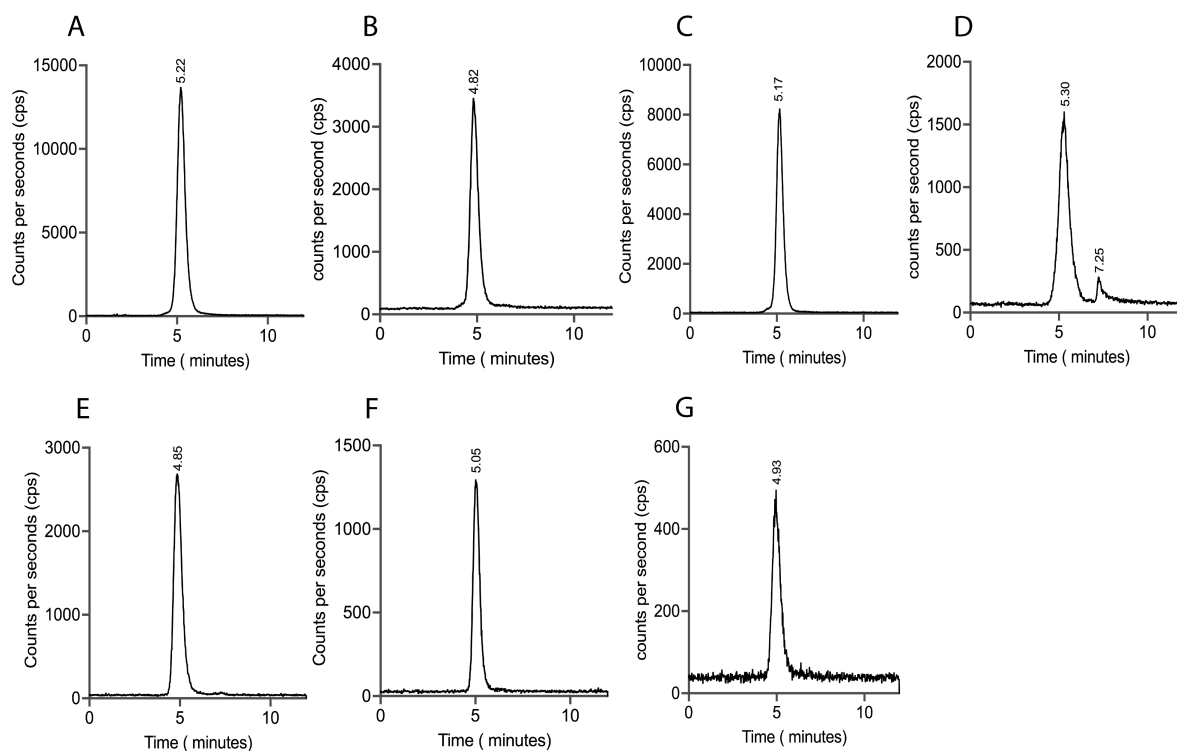 A
Counts per seconds (cps)
15000
10000
5000
0
5.22
0 5 10
Time ( minutes)
B
counts per second (cps)
4000
3000
2000
1000
0
4.82
0 5 10
Time ( minutes)
C
Counts per seconds (cps)
10000
8000
6000
4000
2000
0
5.17
0 5 10
Time ( minutes)
D
counts per second (cps)
2000
1500
1000
500
0
5.30
7.25
0 5 10
Time ( minutes)
E
Counts per seconds (cps)
3000
2000
1000
0
4.85
0 5 10
Time ( minutes)
F
Counts per seconds (cps)
1500
1000
500
0
5.05
0 5 10
Time ( minutes)
G
counts per second (cps)
600
400
200
0
4.93
0 5 10
Time ( minutes)